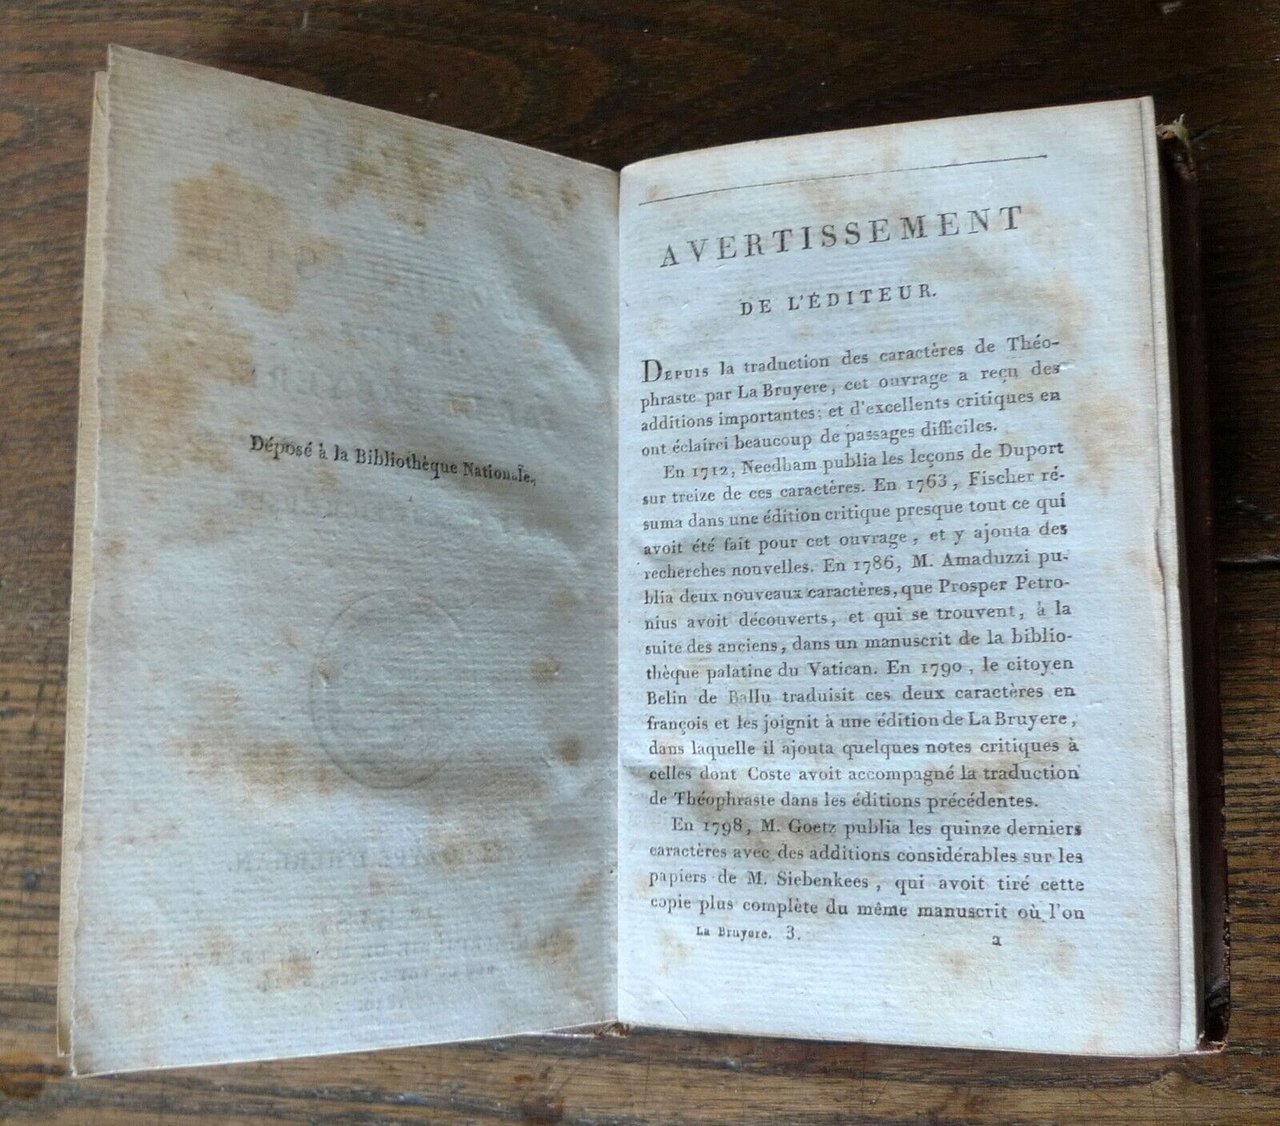 Déposé à la Bibliothèque Nationale.
AVERTISSEMENT
DE L'ÉDITEUR.
DEPUIS la traduction des caractères de Théo-
phraste par La Bruyere, cet ouvrage a reçu des
additions importantes; et d'excellents critiques en
ont éclairci beaucoup de passages difficiles.
En 1712, Needham publia les leçons de Duport
sur treize de ces caractères. En 1763, Fischer ré-
suma dans une édition critique presque tout ce qui
avoit été fait pour cet ouvrage, et y ajouta des
recherches nouvelles. En 1786, M. Amaduzzi pu-
blia deux nouveaux caractères, que Prosper Petro-
nius avoit découverts, et qui se trouvent, à la
suite des anciens, dans un manuscrit de la biblio-
thèque palatine du Vatican. En 1790, le citoyen
Belin de Ballu traduisit ces deux caractères en
françois et les joignit à une édition de La Bruyere,
dans laquelle il ajouta quelques notes critiques à
celles dont Coste avoit accompagné la traduction
de Théophraste dans les éditions précédentes.
En 1798, M. Goetz publia les quinze derniers
caractères avec des additions considérables sur les
papiers de M. Siebenkees, qui avoit tiré cette
copie plus complète du même manuscrit où l'on
La Bruyere. 3. a